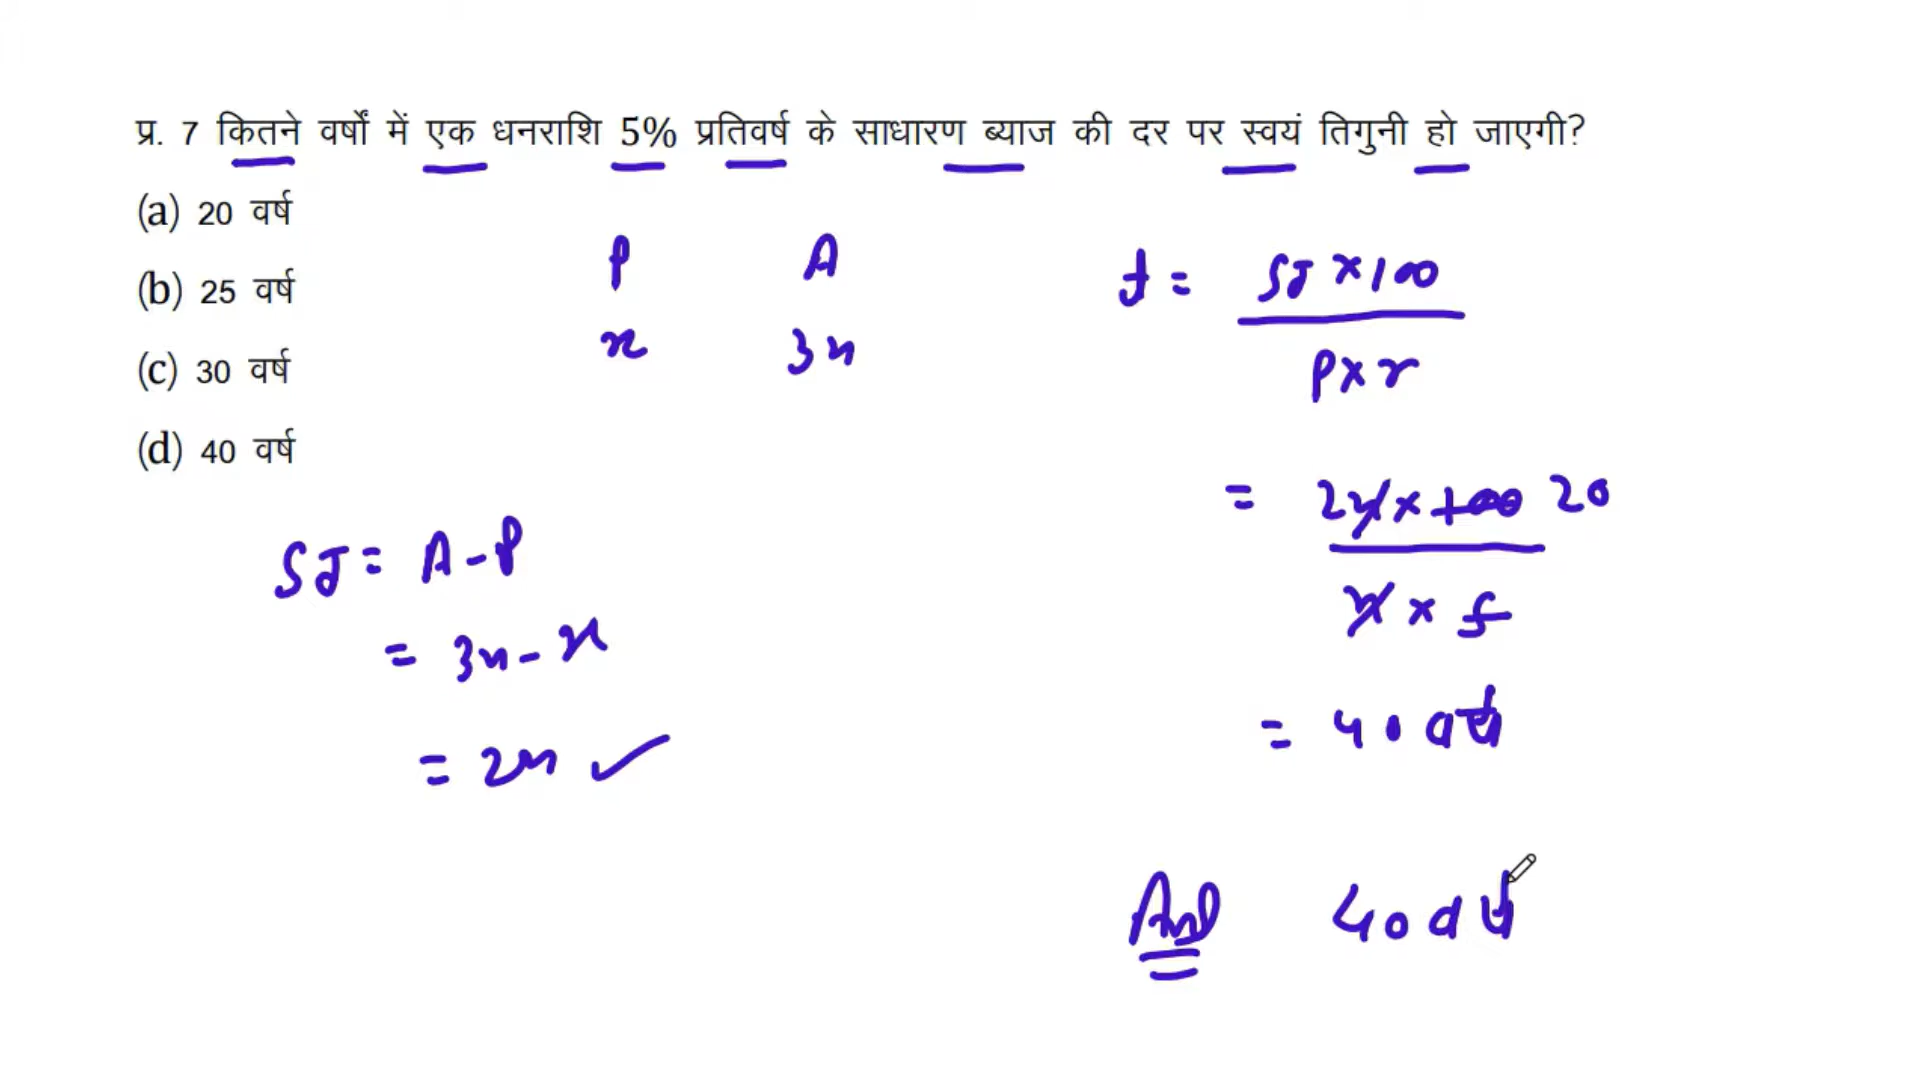 प्र. 7 कितने वर्षों में एक धनराशि 5% प्रतिवर्ष के साधारण ब्याज की दर पर स्वयं तिगुनी हो जाएगी?
(a) 20 वर्ष
(b) 25 वर्ष
(c) 30 वर्ष
(d) 40 वर्ष
P A
x 3x
SI = A - P
= 3x - x
= 2x ✓
t = SI × 100
P × r
= 2x × 100 20
x × 5
= 40 वर्ष
Ans 40 वर्ष